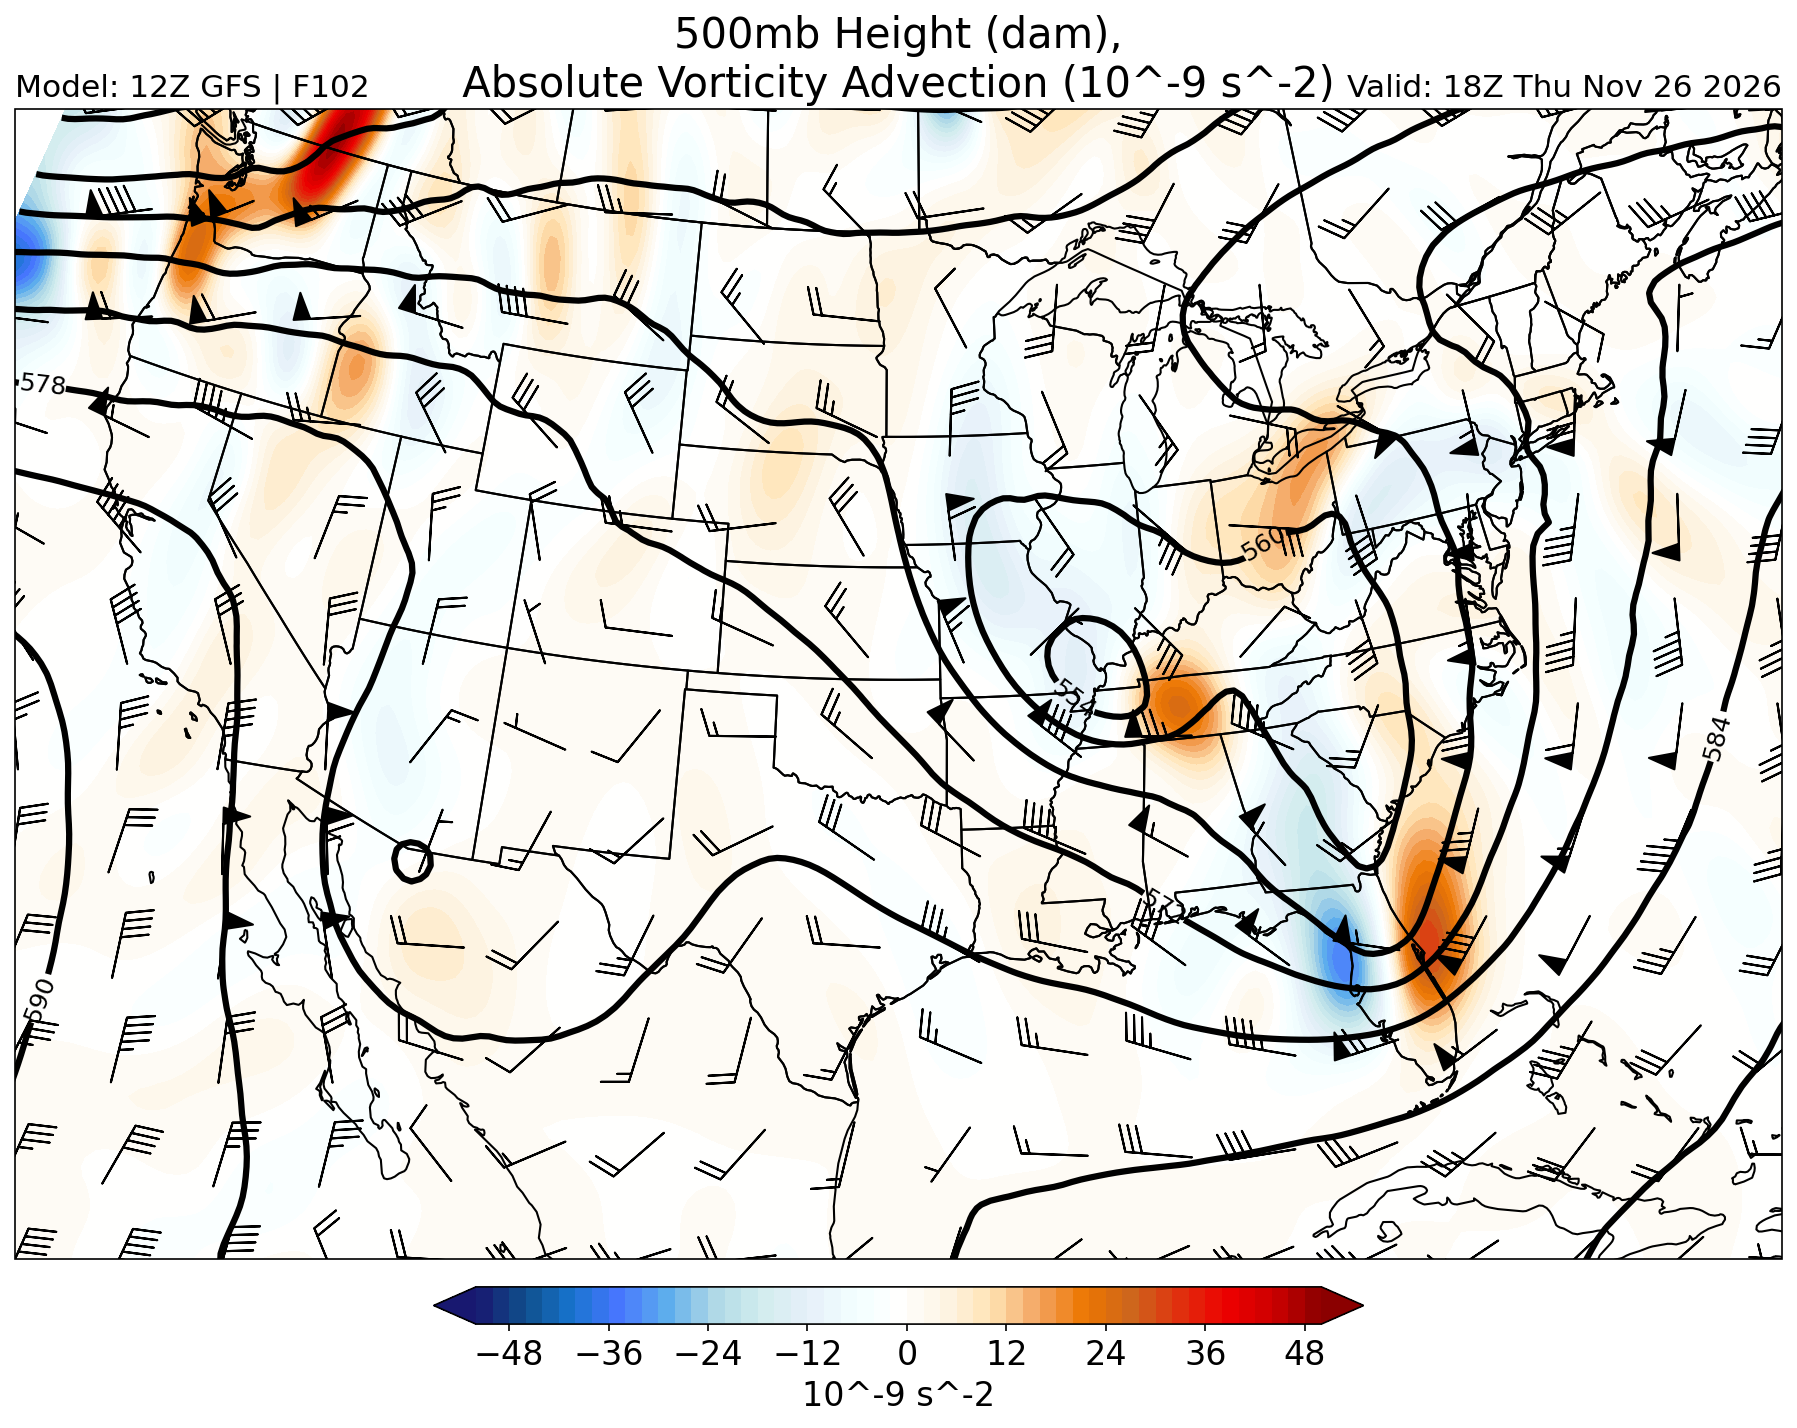 500mb Height (dam),
Model: 12Z GFS | F102
Absolute Vorticity Advection (10^-9 s^-2)
Valid: 18Z Thu Nov 26 2026
578
560
584
590
−48 −36 −24 −12 0 12 24 36 48
10^-9 s^-2